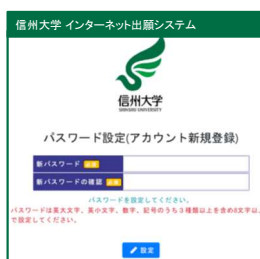 信州大学 インターネット出願システム
信州大学
SHINSHU UNIVERSITY
パスワード設定(アカウント新規登録)
新パスワード 必須
新パスワードの確認 必須
パスワードを設定してください。
パスワードは英大文字、英小文字、数字、記号のうち3種類以上を含め8文字以
で設定してください。
設定